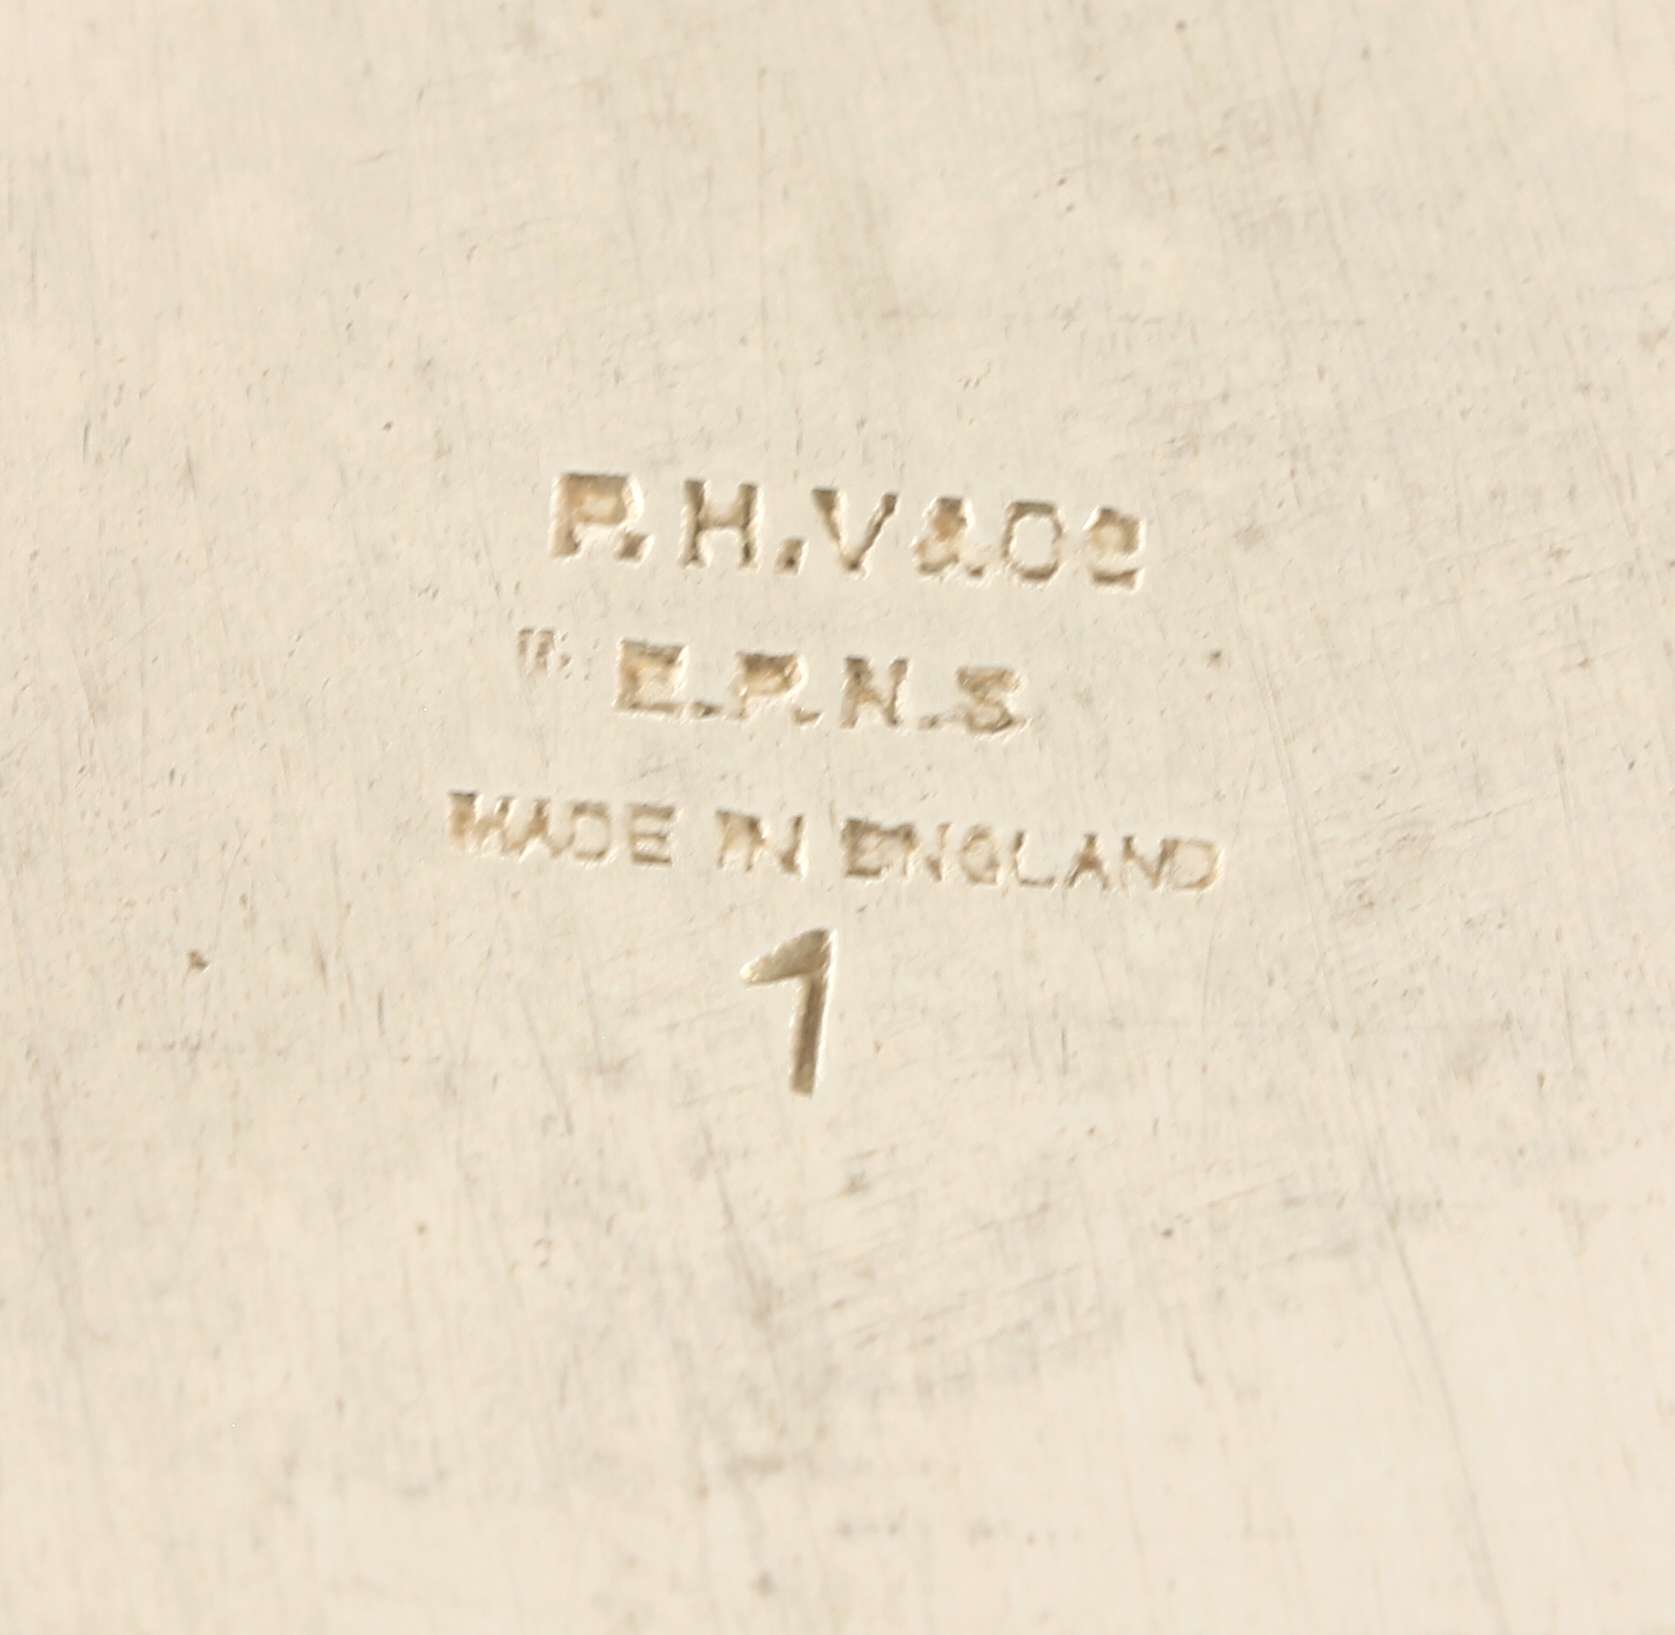 P.H.V & Co
E.P.N.S
MADE IN ENGLAND
1